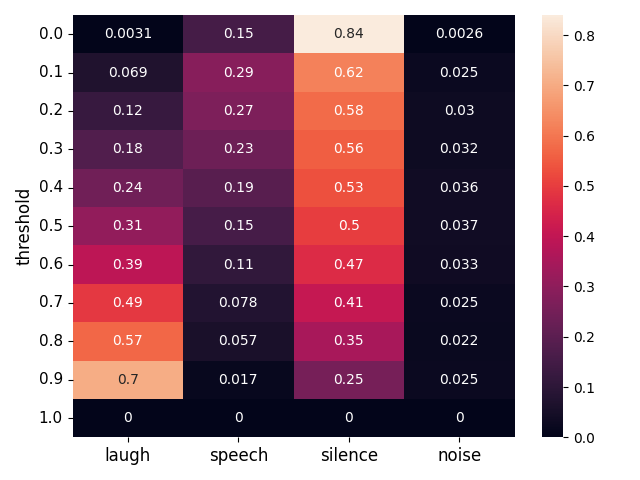 0.0 0.0031 0.15 0.84 0.0026
0.1 0.069 0.29 0.62 0.025
0.2 0.12 0.27 0.58 0.03
0.3 0.18 0.23 0.56 0.032
0.4 0.24 0.19 0.53 0.036
0.5 0.31 0.15 0.5 0.037
0.6 0.39 0.11 0.47 0.033
0.7 0.49 0.078 0.41 0.025
0.8 0.57 0.057 0.35 0.022
0.9 0.7 0.017 0.25 0.025
1.0 0 0 0 0
laugh speech silence noise
threshold
0.8
0.7
0.6
0.5
0.4
0.3
0.2
0.1
0.0